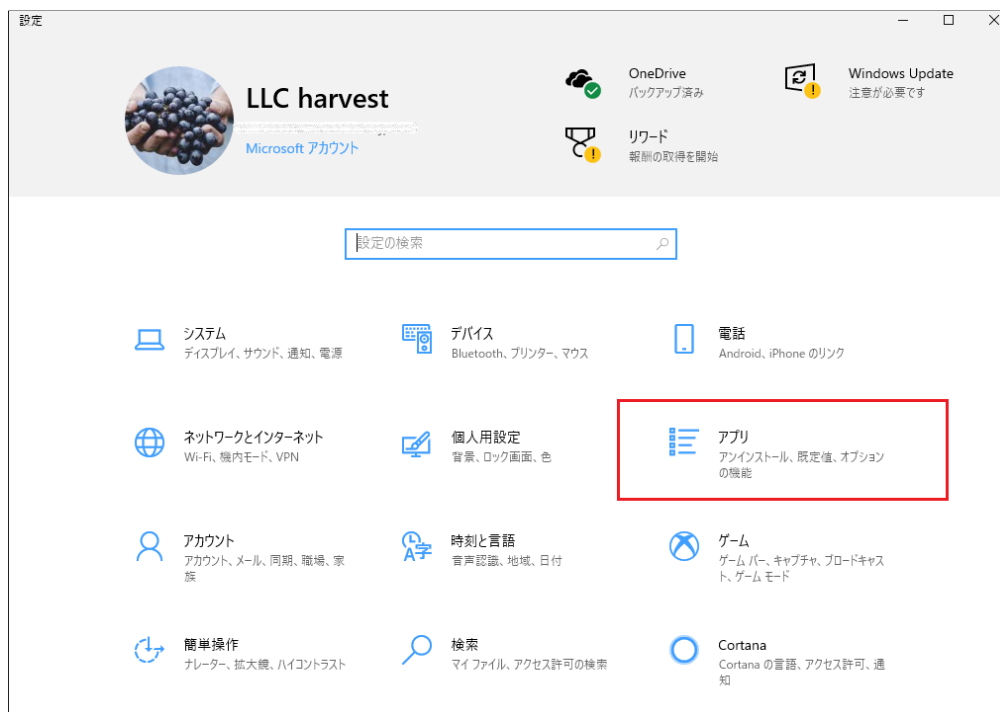 設定
LLC harvest
Microsoft アカウント
OneDrive
バックアップ済み
Windows Update
注意が必要です
リワード
報酬の取得を開始
設定の検索
システム
ディスプレイ、サウンド、通知、電源
デバイス
Bluetooth、プリンター、マウス
電話
Android、iPhone のリンク
ネットワークとインターネット
Wi-Fi、機内モード、VPN
個人用設定
背景、ロック画面、色
アプリ
アンインストール、既定値、オプション
の機能
アカウント
アカウント、メール、同期、職場、家
族
時刻と言語
音声認識、地域、日付
ゲーム
ゲーム バー、キャプチャ、ブロードキャス
ト、ゲーム モード
簡単操作
ナレーター、拡大鏡、ハイコントラスト
検索
マイ ファイル、アクセス許可の検索
Cortana
Cortana の言語、アクセス許可、通
知